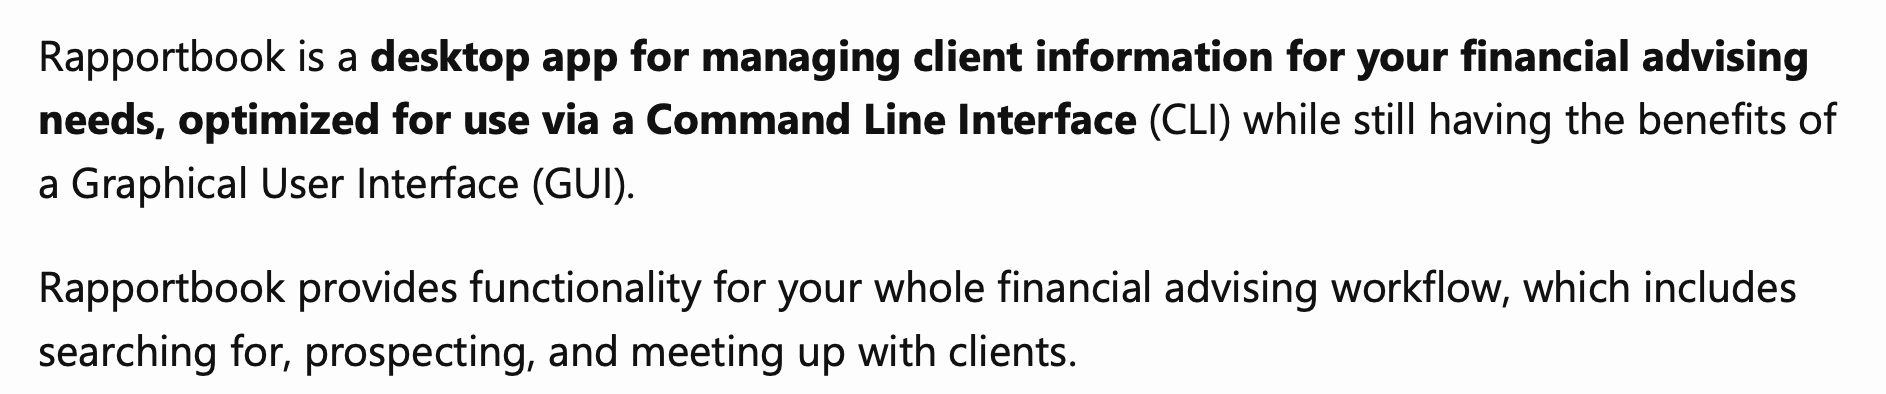 Rapportbook is a desktop app for managing client information for your financial advising
needs, optimized for use via a Command Line Interface (CLI) while still having the benefits of
a Graphical User Interface (GUI).
Rapportbook provides functionality for your whole financial advising workflow, which includes
searching for, prospecting, and meeting up with clients.